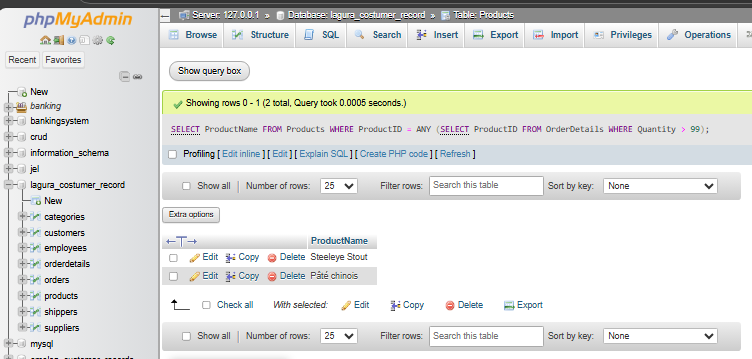 phpMyAdmin
Recent Favorites
New
banking
bankingsystem
crud
information_schema
jel
lagura_costumer_record
New
categories
customers
employees
orderdetails
orders
products
shippers
suppliers
mysql
Server: 127.0.0.1 » Database: lagura_costumer_record » Table: Products
Browse Structure SQL Search Insert Export Import Privileges Operations
Show query box
Showing rows 0 - 1 (2 total, Query took 0.0005 seconds.)
SELECT ProductName FROM Products WHERE ProductID = ANY (SELECT ProductID FROM OrderDetails WHERE Quantity > 99);
Profiling [ Edit inline ] [ Edit ] [ Explain SQL ] [ Create PHP code ] [ Refresh ]
Show all Number of rows: 25 Filter rows: Search this table Sort by key: None
Extra options
ProductName
Edit Copy Delete Steeleye Stout
Edit Copy Delete Pâté chinois
Check all With selected: Edit Copy Delete Export
Show all Number of rows: 25 Filter rows: Search this table Sort by key: None